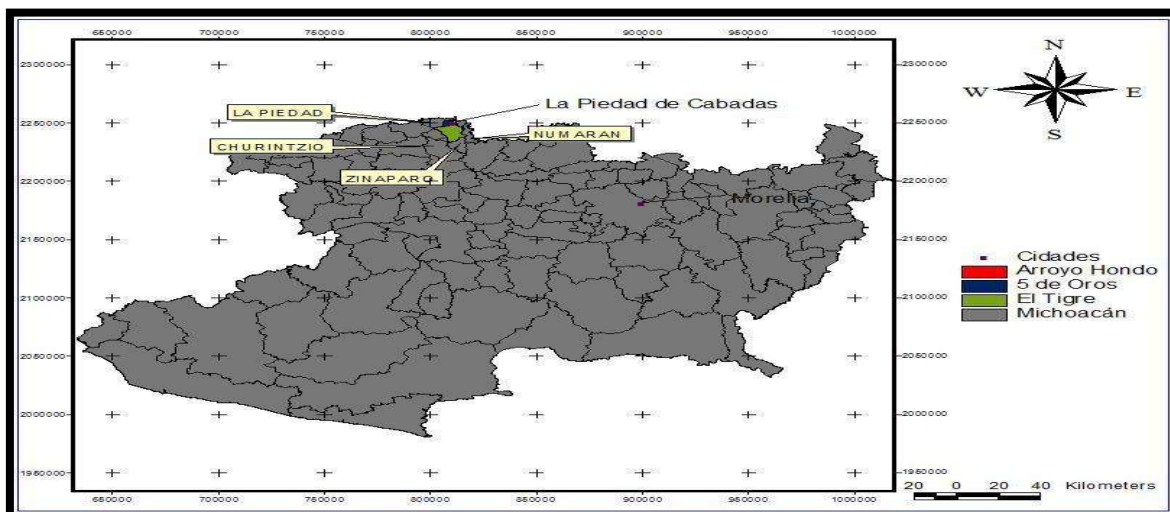 650000 700000 750000 800000 850000 900000 950000 1000000
N
W E
S
2300000 2300000
La Piedad de Cabadas
LA PIEDAD
2250000 2250000
NUMARAN
CHURINTZIO
ZINAPARO
2200000 2200000
Morelia
2150000 2150000
Cidades
Arroyo Hondo
5 de Oros
El Tigre
Michoacán
2100000 2100000
2050000 2050000
2000000 2000000
1950000 1950000
650000 700000 750000 800000 850000 900000 950000 1000000
20 0 20 40 Kilometers